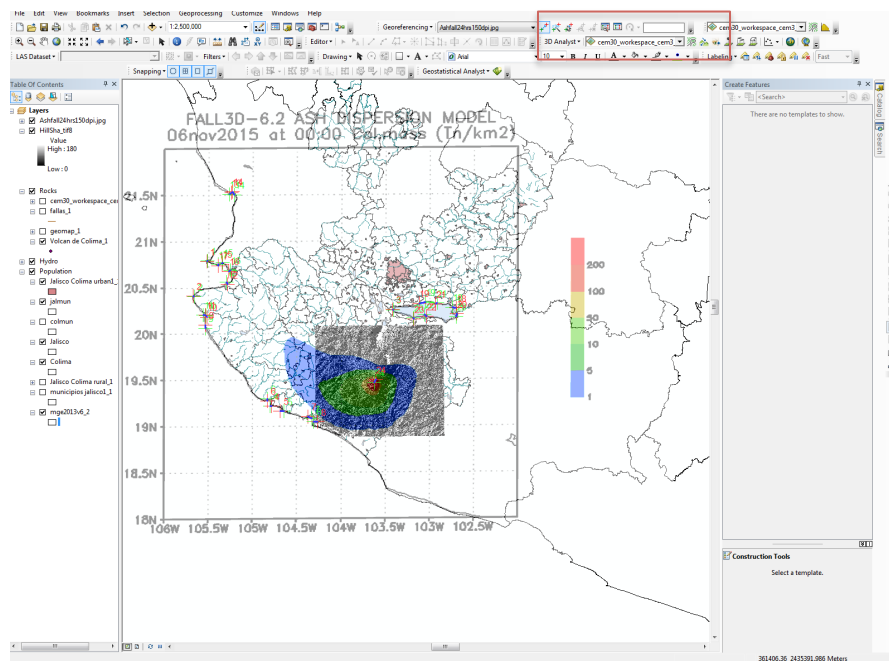 File Edit View Bookmarks Insert Selection Geoprocessing Customize Windows Help
1:2,500,000
Georeferencing Ashfall24hrs150dpi.jpg
cem30_workespace_cem3
Editor
3D Analyst cem30_workespace_cem3
LAS Dataset
Filters
Drawing
Arial
10
B I U A
Labeling
Fast
Snapping
Geostatistical Analyst
Table Of Contents
Layers
Ashfall24hrs150dpi.jpg
HillSha_tif8
Value
High : 180
Low : 0
Rocks
cem30_workespace_ce
fallas_1
geomap_1
Volcan de Colima_1
Hydro
Population
Jalisco Colima urban1_
jalmun
colmun
Jalisco
Colima
Jalisco Colima rural_1
municipios jalisco1_1
mge2013v6_2
FALL3D-6.2 ASH DISPERSION MODEL
06nov2015 at 00:00 Col.mass (Tn/km2)
21.5N
21N
20.5N
20N
19.5N
19N
18.5N
18N
106W 105.5W 105W 104.5W 104W 103.5W 103W 102.5W
200
100
50
10
5
1
Create Features
<Search>
There are no templates to show.
Construction Tools
Select a template.
Catalog
Search
361406.36 2435391.986 Meters